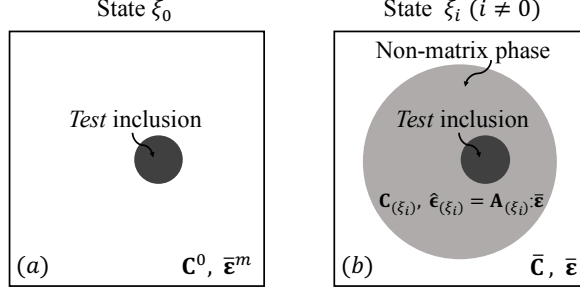 State ξ₀
Test inclusion
(a)
C⁰, ε̄ᵐ
State ξᵢ (i ≠ 0)
Non-matrix phase
Test inclusion
C₍ξᵢ₎, ε̂₍ξᵢ₎ = A₍ξᵢ₎:ε̄
(b)
C̄, ε̄